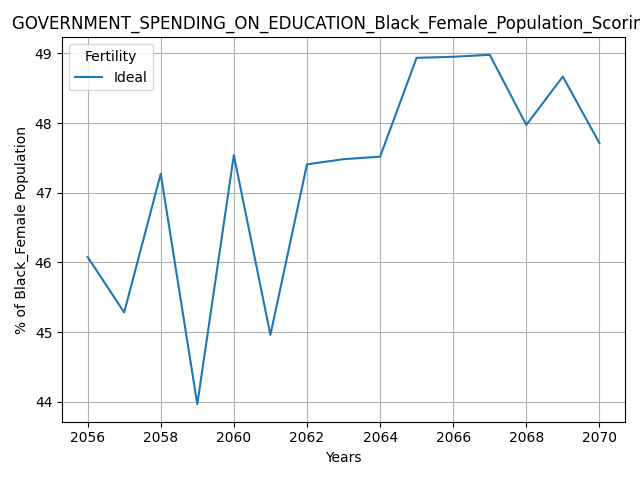 GOVERNMENT_SPENDING_ON_EDUCATION_Black_Female_Population_Scorin
Fertility
Ideal
49
48
47
46
45
44
% of Black_Female Population
2056 2058 2060 2062 2064 2066 2068 2070
Years